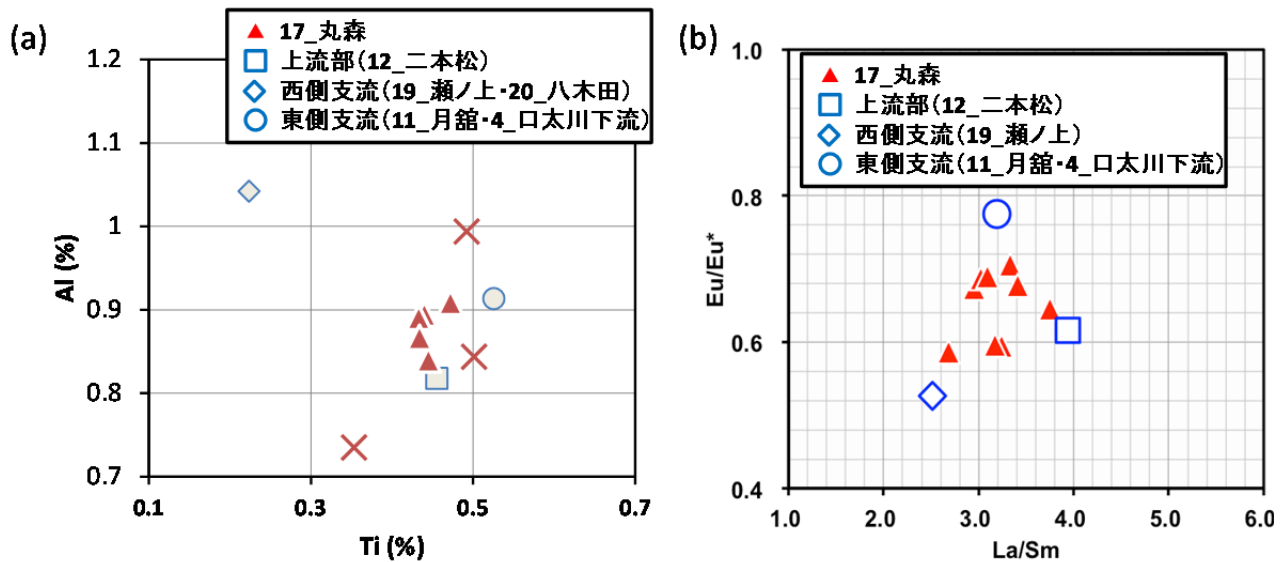 (a)
17_丸森
上流部(12_二本松)
西側支流(19_瀬ノ上・20_八木田)
東側支流(11_月舘・4_口太川下流)
1.2
1.1
1
0.9
0.8
0.7
Al (%)
0.1
0.3
0.5
0.7
Ti (%)
(b)
17_丸森
上流部(12_二本松)
西側支流(19_瀬ノ上)
東側支流(11_月舘・4_口太川下流)
1.0
0.8
0.6
0.4
Eu/Eu*
1.0
2.0
3.0
4.0
5.0
6.0
La/Sm